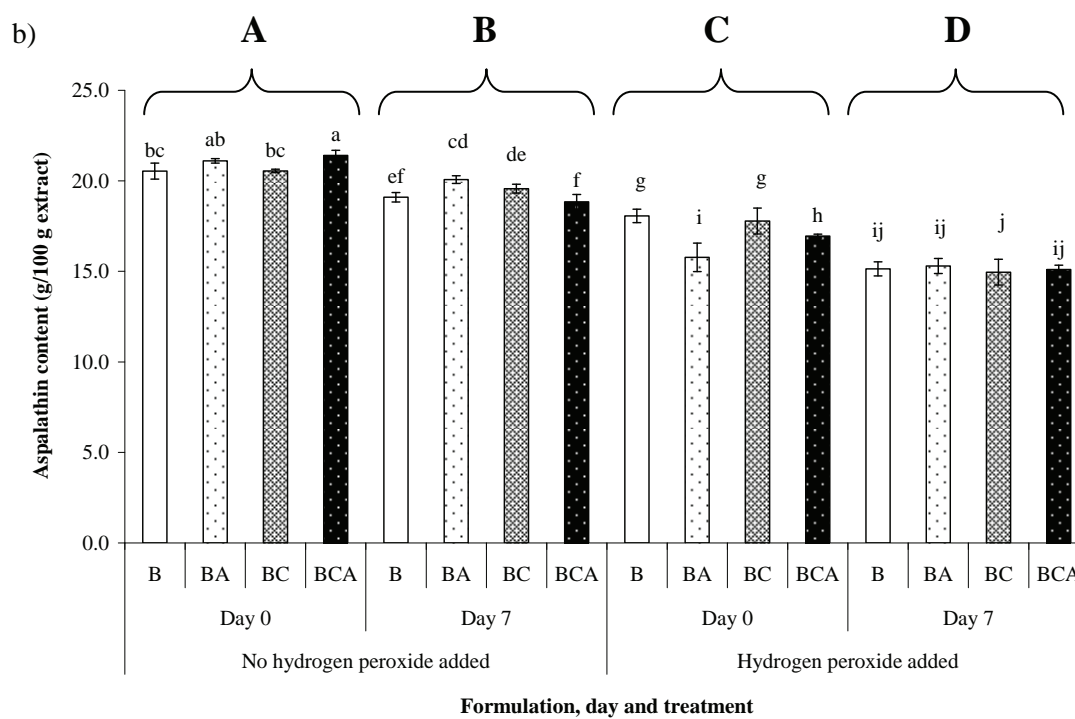 b)
A B C D
Aspalathin content (g/100 g extract)
25.0
20.0
15.0
10.0
5.0
0.0
bc ab bc a ef cd de f g i g h ij ij j ij
B BA BC BCA B BA BC BCA B BA BC BCA B BA BC BCA
Day 0 Day 7 Day 0 Day 7
No hydrogen peroxide added Hydrogen peroxide added
Formulation, day and treatment